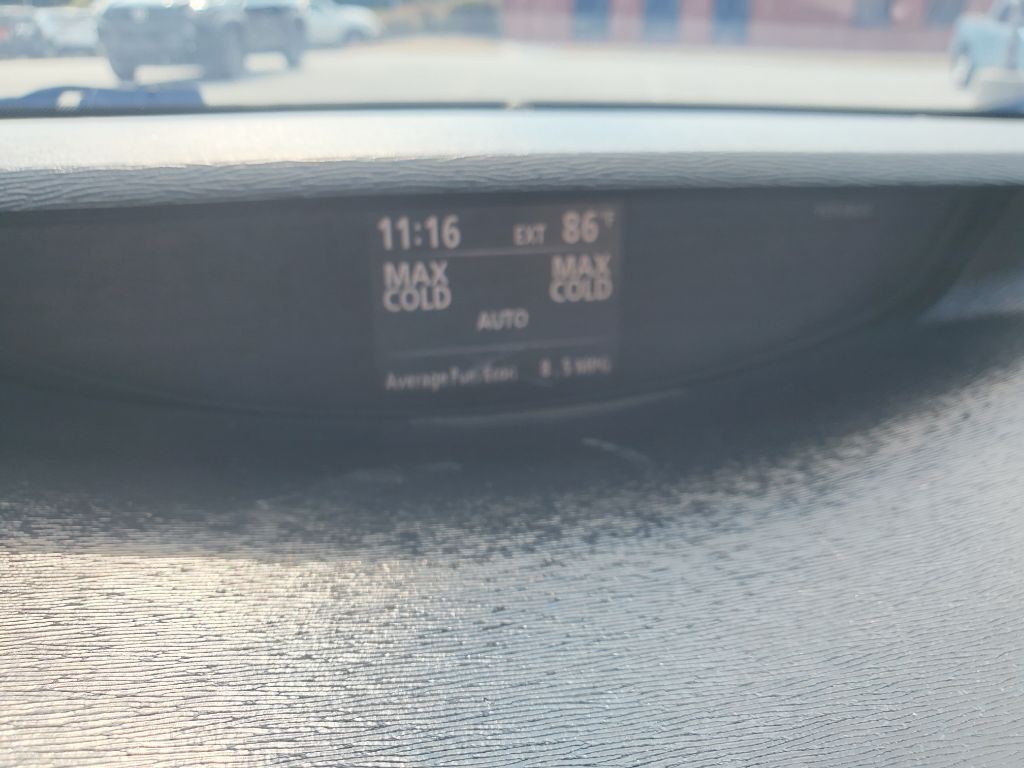 11:16 EXT 86°F
MAX COLD MAX COLD
AUTO
Average Fuel Econ MPG